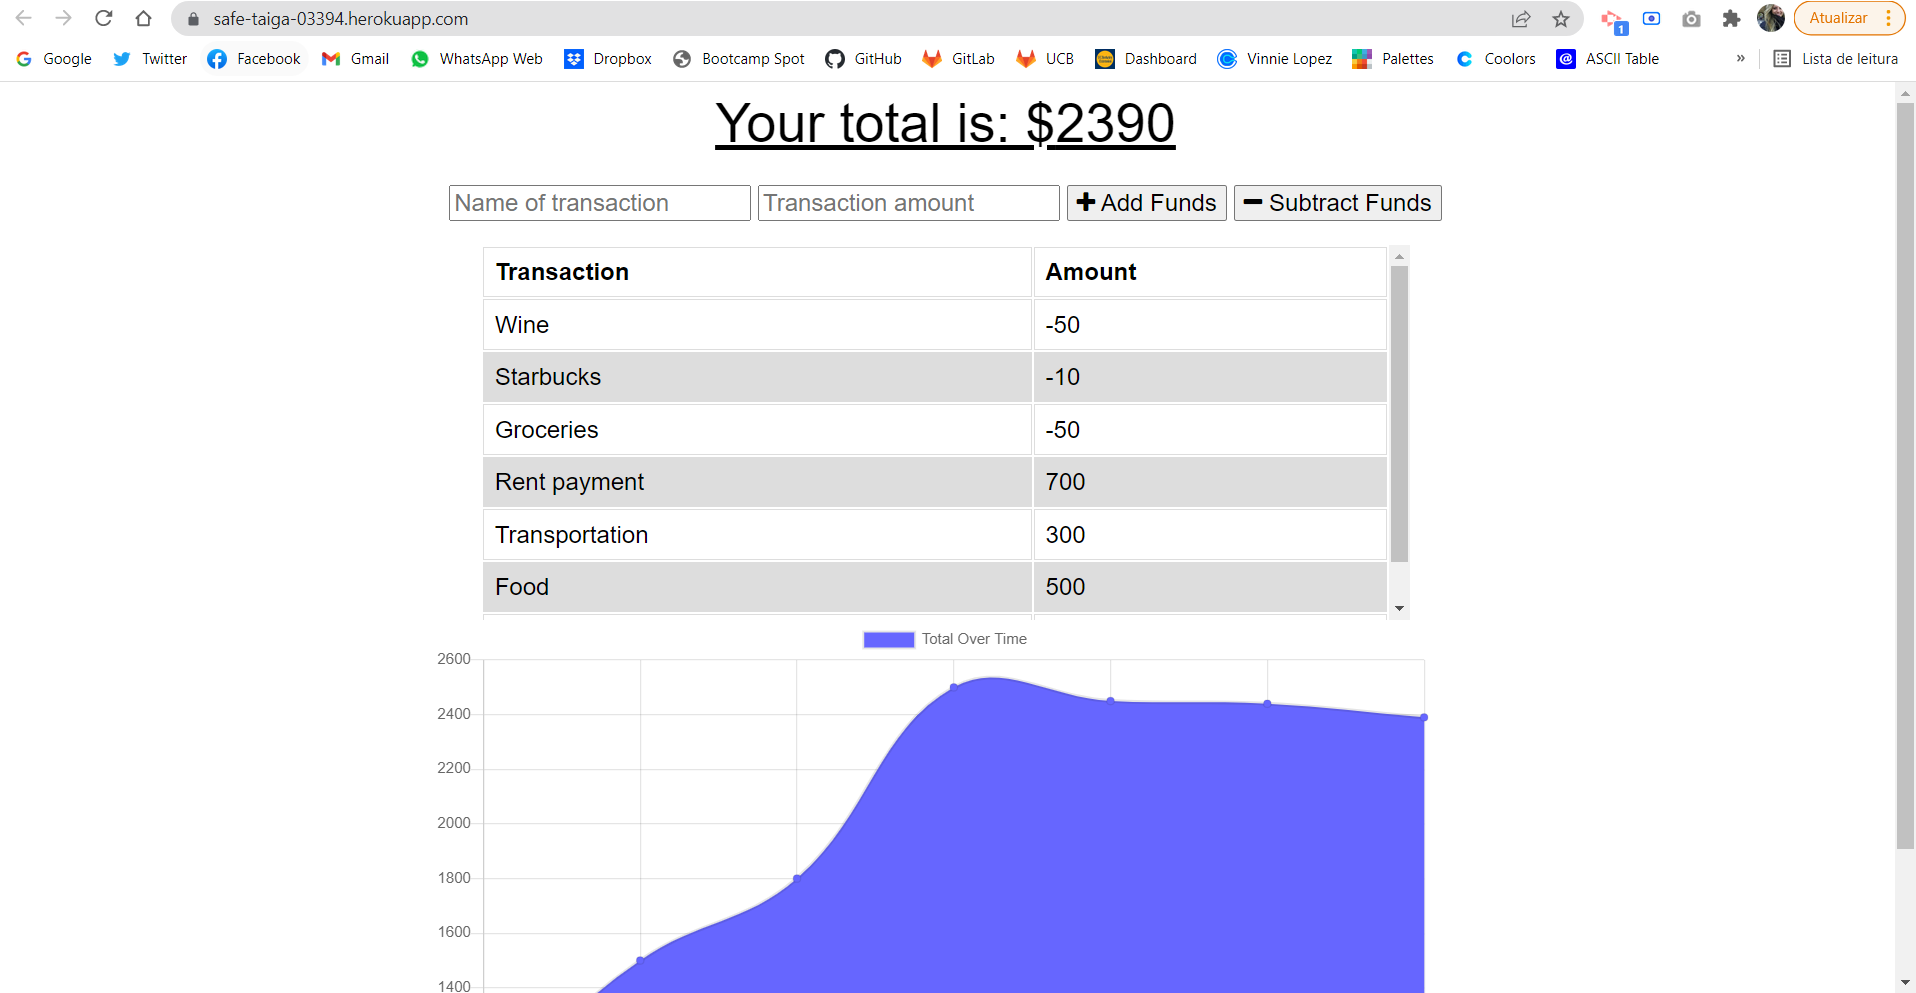 safe-taiga-03394.herokuapp.com
1
Atualizar
Google Twitter Facebook Gmail WhatsApp Web Dropbox Bootcamp Spot GitHub GitLab UCB Dashboard Vinnie Lopez Palettes Coolors @ ASCII Table » Lista de leitura
Your total is: $2390
Name of transaction Transaction amount + Add Funds − Subtract Funds
Transaction Amount
Wine -50
Starbucks -10
Groceries -50
Rent payment 700
Transportation 300
Food 500
Total Over Time
2600
2400
2200
2000
1800
1600
1400